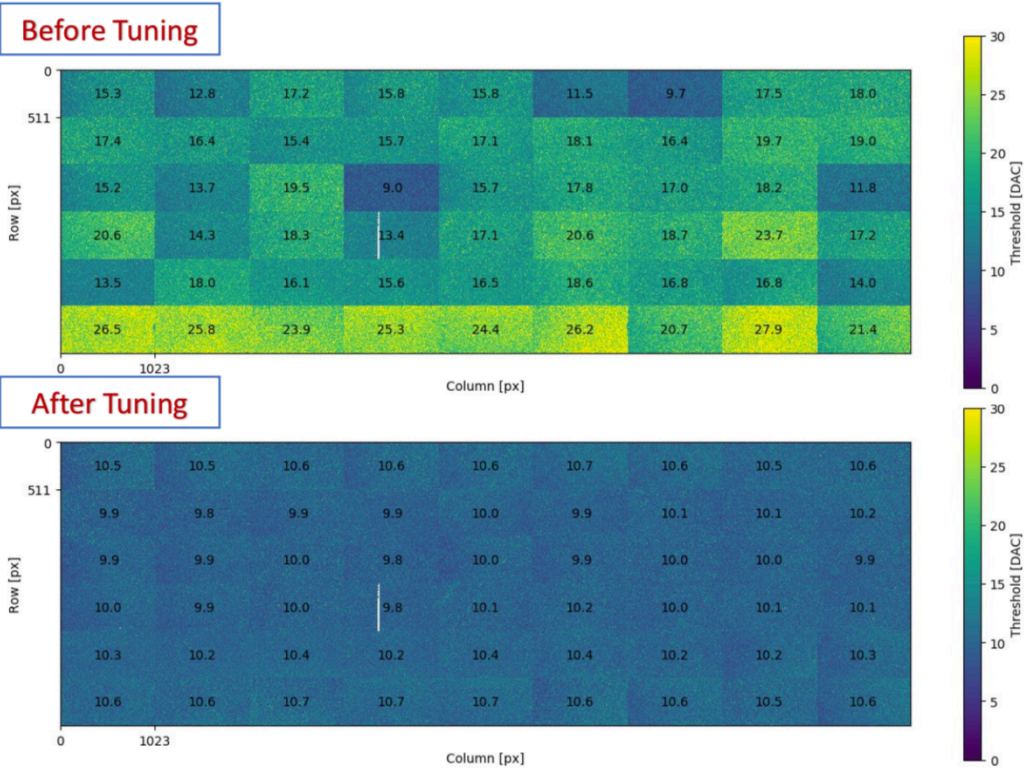 Before Tuning
0
15.3 12.8 17.2 15.8 15.8 11.5 9.7 17.5 18.0
511
17.4 16.4 15.4 15.7 17.1 18.1 16.4 19.7 19.0
15.2 13.7 19.5 9.0 15.7 17.8 17.0 18.2 11.8
20.6 14.3 18.3 13.4 17.1 20.6 18.7 23.7 17.2
13.5 18.0 16.1 15.6 16.5 18.6 16.8 16.8 14.0
26.5 25.8 23.9 25.3 24.4 26.2 20.7 27.9 21.4
0 1023
Row [px]
Column [px]
30
25
20
15
10
5
0
Threshold [DAC]
After Tuning
0
10.5 10.5 10.6 10.6 10.6 10.7 10.6 10.5 10.6
511
9.9 9.8 9.9 9.9 10.0 9.9 10.1 10.1 10.2
9.9 9.9 10.0 9.8 10.0 9.9 10.0 10.0 9.9
10.0 9.9 10.0 9.8 10.1 10.2 10.0 10.1 10.1
10.3 10.2 10.4 10.2 10.4 10.4 10.2 10.2 10.3
10.6 10.6 10.7 10.7 10.7 10.6 10.6 10.5 10.6
0 1023
Row [px]
Column [px]
30
25
20
15
10
5
0
Threshold [DAC]